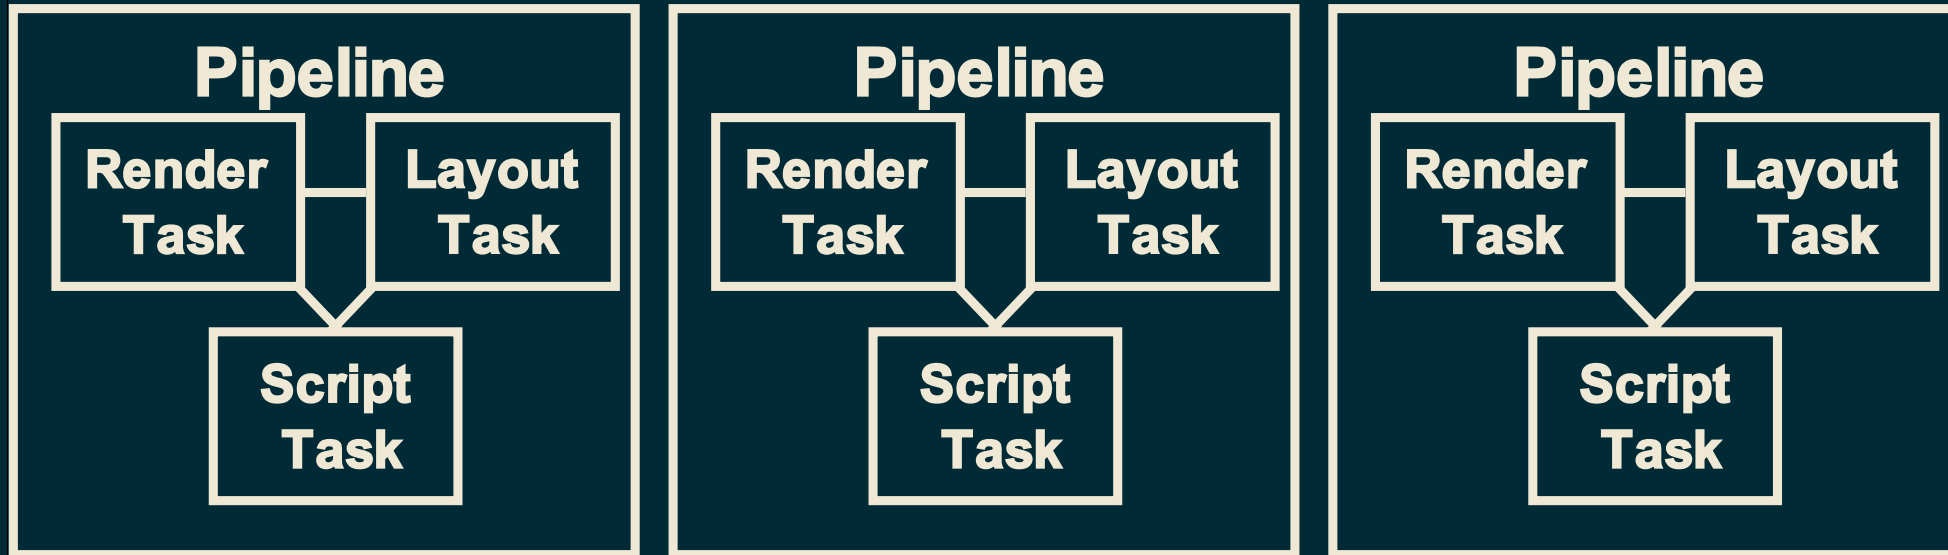 Pipeline
Render
Task
Layout
Task
Script
Task
Pipeline
Render
Task
Layout
Task
Script
Task
Pipeline
Render
Task
Layout
Task
Script
Task